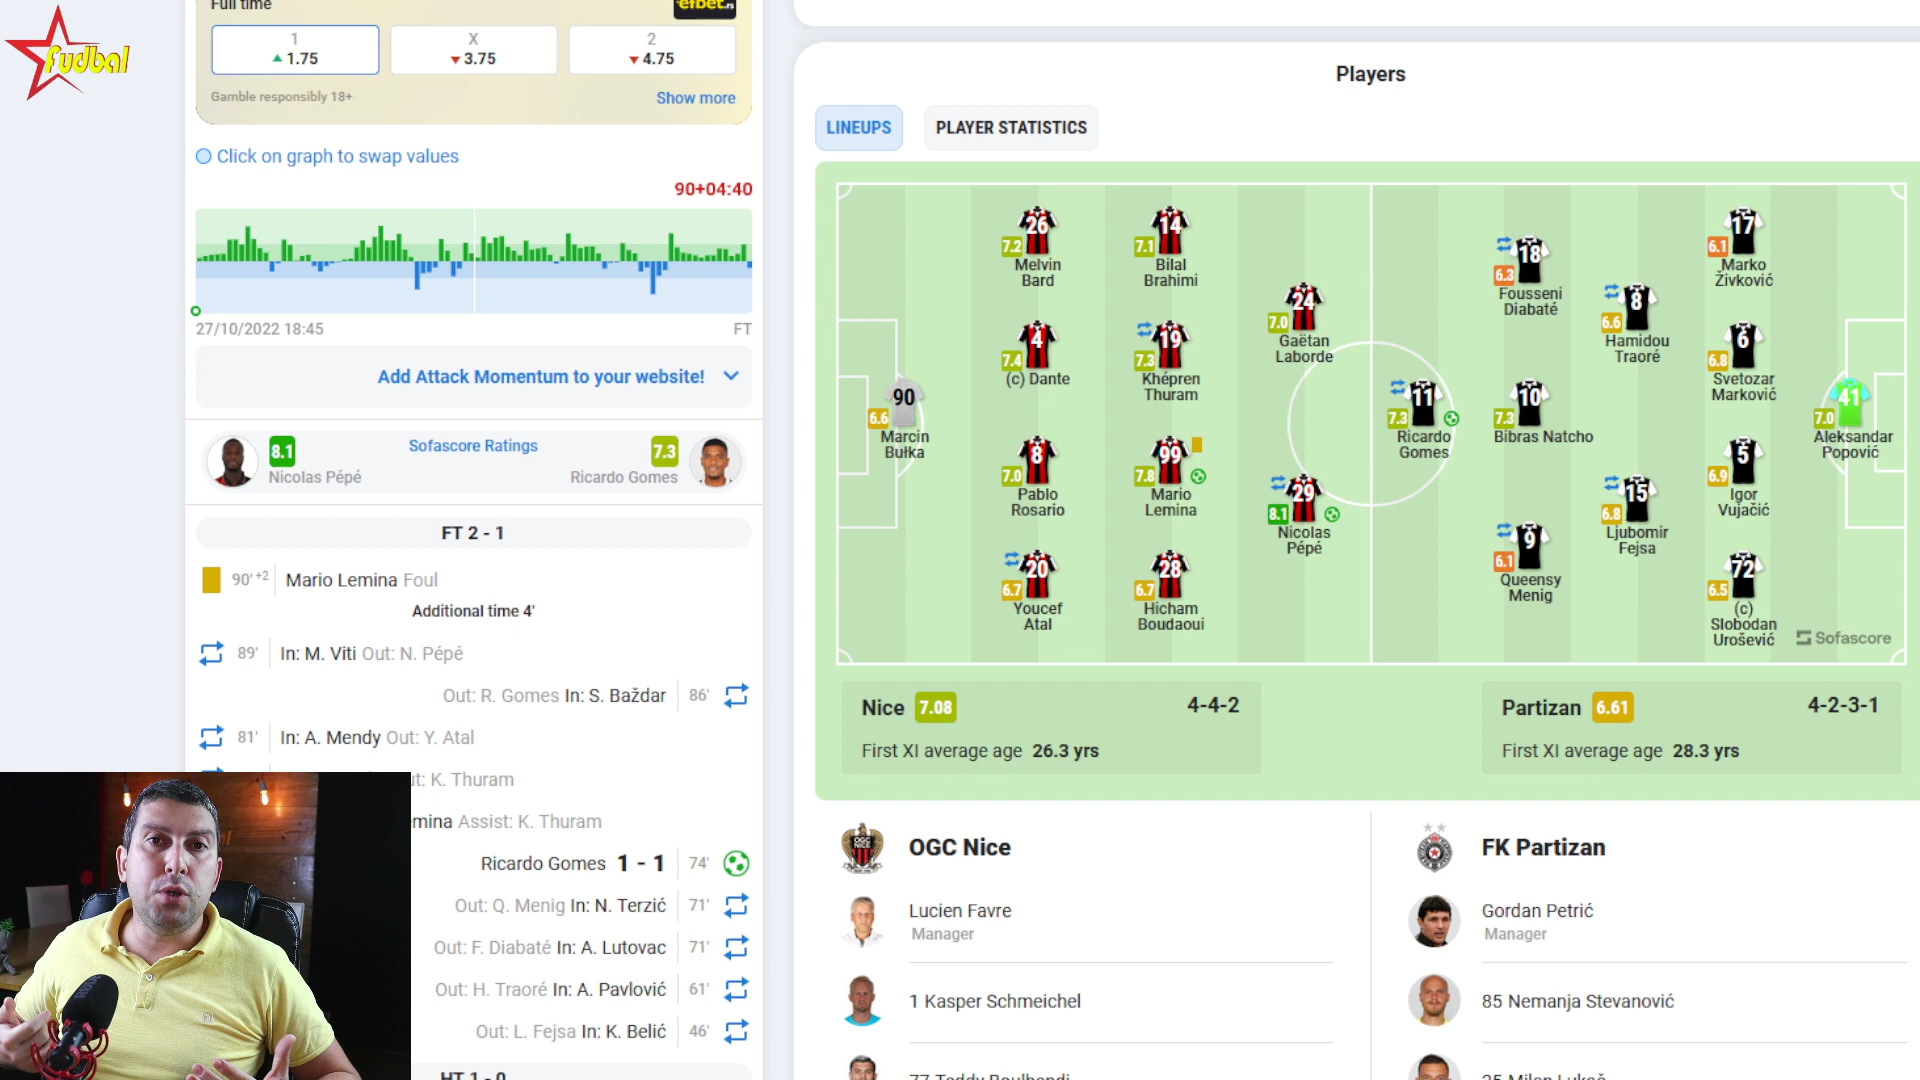 fudbal
Full time
efbet.rs
1
1.75
X
3.75
2
4.75
Gamble responsibly 18+
Show more
Click on graph to swap values
90+04:40
27/10/2022 18:45
FT
Add Attack Momentum to your website!
8.1
Nicolas Pépé
Sofascore Ratings
7.3
Ricardo Gomes
FT 2 - 1
90'+2 Mario Lemina Foul
Additional time 4'
89' In: M. Viti Out: N. Pépé
Out: R. Gomes In: S. Baždar 86'
81' In: A. Mendy Out: Y. Atal
K. Thuram
Assist: K. Thuram
Ricardo Gomes 1 - 1 74'
Out: Q. Menig In: N. Terzić 71'
Out: F. Diabaté In: A. Lutovac 71'
Out: H. Traoré In: A. Pavlović 61'
Out: L. Fejsa In: K. Belić 46'
HT 1 - 0
RODE
Players
LINEUPS
PLAYER STATISTICS
90
6.6
Marcin
Bułka
26
7.2
Melvin
Bard
4
7.4
(c) Dante
8
7.0
Pablo
Rosario
20
6.7
Youcef
Atal
14
7.1
Bilal
Brahimi
19
7.3
Khépren
Thuram
99
7.8
Mario
Lemina
28
6.7
Hicham
Boudaoui
24
7.0
Gaëtan
Laborde
29
8.1
Nicolas
Pépé
11
7.3
Ricardo
Gomes
18
6.3
Fousseni
Diabaté
10
7.3
Bibras Natcho
9
6.1
Queensy
Menig
8
6.6
Hamidou
Traoré
15
6.8
Ljubomir
Fejsa
17
6.1
Marko
Živković
6
6.8
Svetozar
Marković
5
6.9
Igor
Vujačić
72
6.5
(c)
Slobodan
Urošević
41
7.0
Aleksandar
Popović
Sofascore
Nice 7.08
4-4-2
First XI average age 26.3 yrs
Partizan 6.61
4-2-3-1
First XI average age 28.3 yrs
OGC Nice
Lucien Favre
Manager
1 Kasper Schmeichel
77 Teddy Boulhendi
FK Partizan
Gordan Petrić
Manager
85 Nemanja Stevanović
25 Milan Lukač